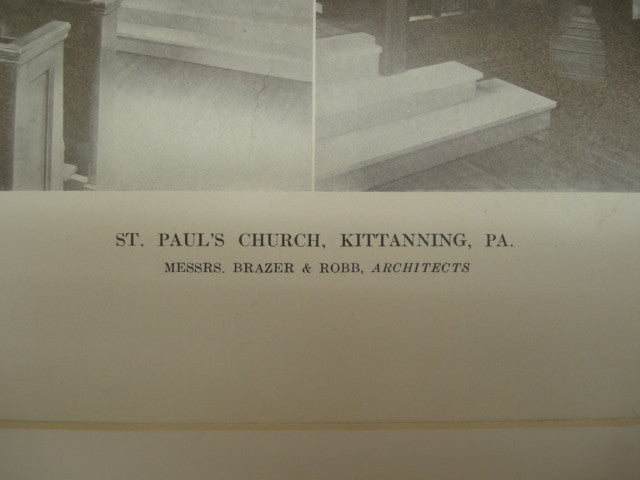 ST. PAUL'S CHURCH, KITTANNING, PA.
MESSRS. BRAZER & ROBB, ARCHITECTS